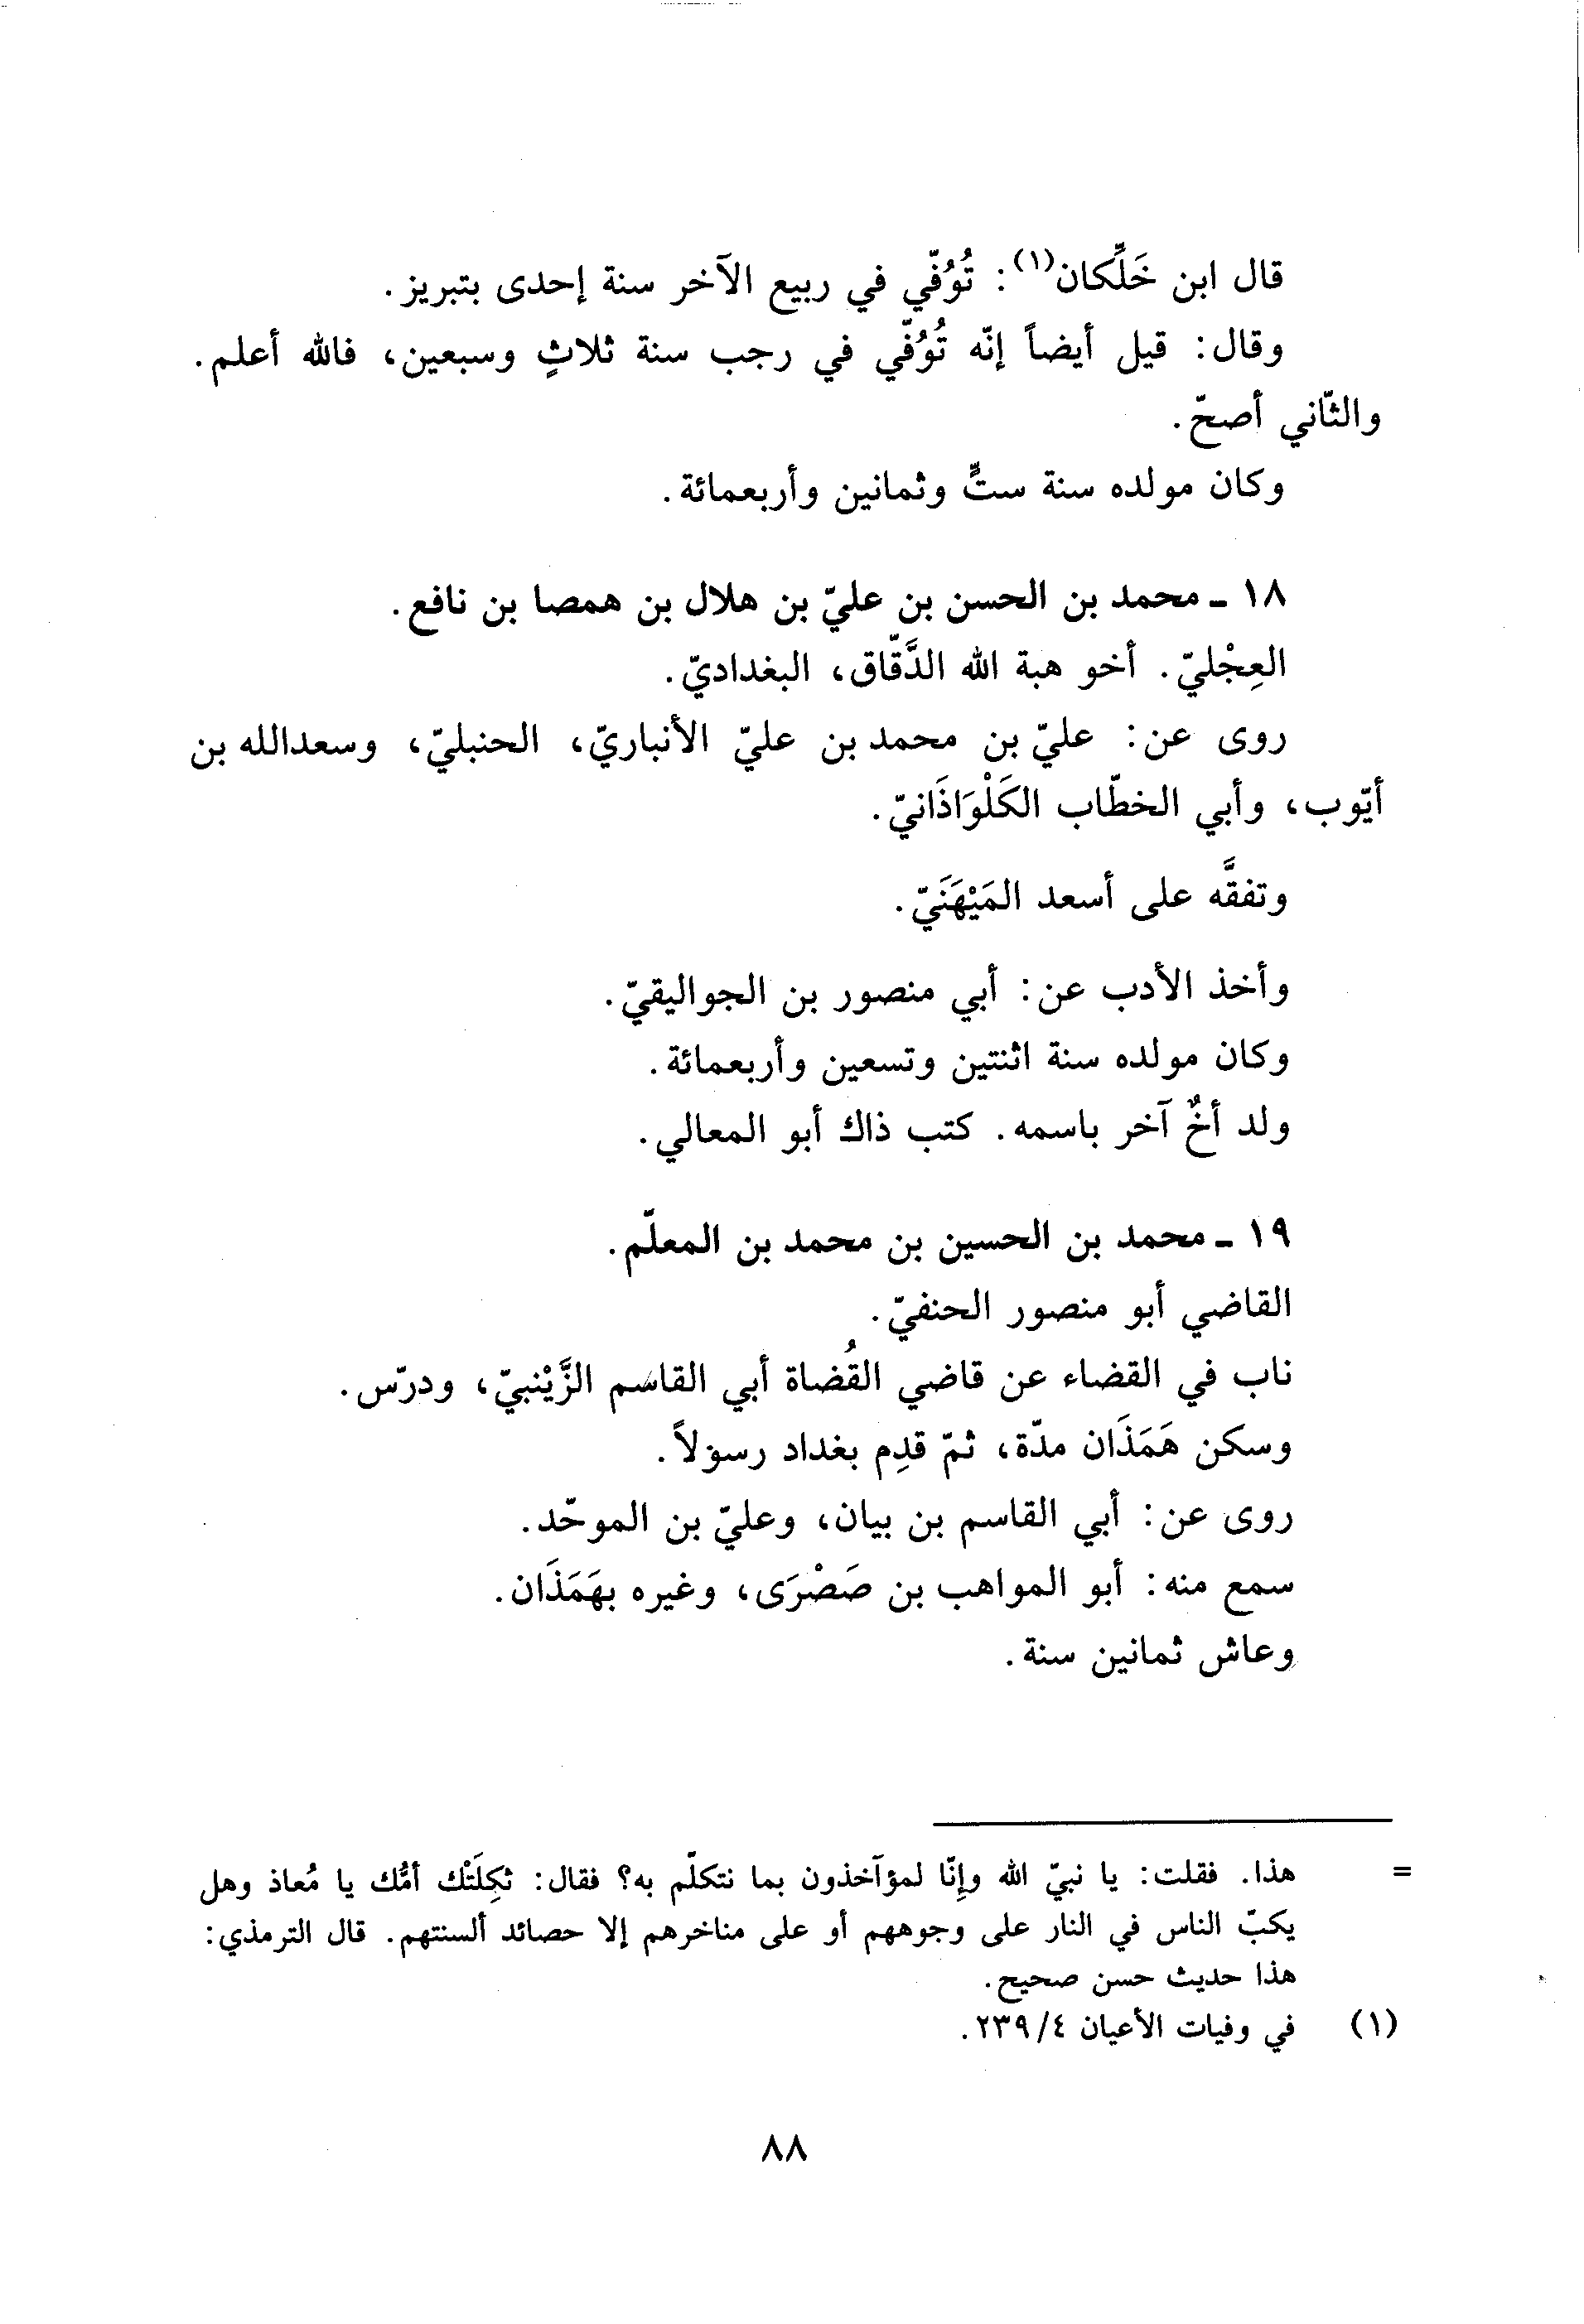 قال ابن خَلِّكان(١): تُوُفّي في ربيع الآخر سنة إحدى بتبريز.
وقال: قيل أيضاً إنّه تُوُفّي في رجب سنة ثلاثٍ وسبعين، فالله أعلم.
والثّاني أصحّ.
وكان مولده سنة ستٍّ وثمانين وأربعمائة.
١٨ ـ محمد بن الحسن بن عليّ بن هلال بن همصا بن نافع.
العِجْليّ. أخو هبة الله الدَّقّاق، البغداديّ.
روى عن: عليّ بن محمد بن عليّ الأنباريّ، الحنبليّ، وسعدالله بن
أيّوب، وأبي الخطّاب الكَلْوَاذَانيّ.
وتفقَّه على أسعد المَيْهَنَيّ.
وأخذ الأدب عن: أبي منصور بن الجواليقيّ.
وكان مولده سنة اثنتين وتسعين وأربعمائة.
ولد أخٌ آخر باسمه. كتب ذاك أبو المعالي.
١٩ ـ محمد بن الحسين بن محمد بن المعلّم.
القاضي أبو منصور الحنفيّ.
ناب في القضاء عن قاضي القُضاة أبي القاسم الزَّيْنبيّ، ودرّس.
وسكن هَمَذَان مدّة، ثمّ قدِم بغداد رسولاً.
روى عن: أبي القاسم بن بيان، وعليّ بن الموحّد.
سمع منه: أبو المواهب بن صَصْرَى، وغيره بهَمَذَان.
وعاش ثمانين سنة.
= هذا. فقلت: يا نبيّ الله وإِنّا لمؤآخذون بما نتكلّم به؟ فقال: ثكِلَتْك أمُّك يا مُعاذ وهل
يكبّ الناس في النار على وجوههم أو على مناخرهم إلا حصائد ألسنتهم. قال الترمذي:
هذا حديث حسن صحيح.
(١) في وفيات الأعيان ٢٣٩/٤.
٨٨